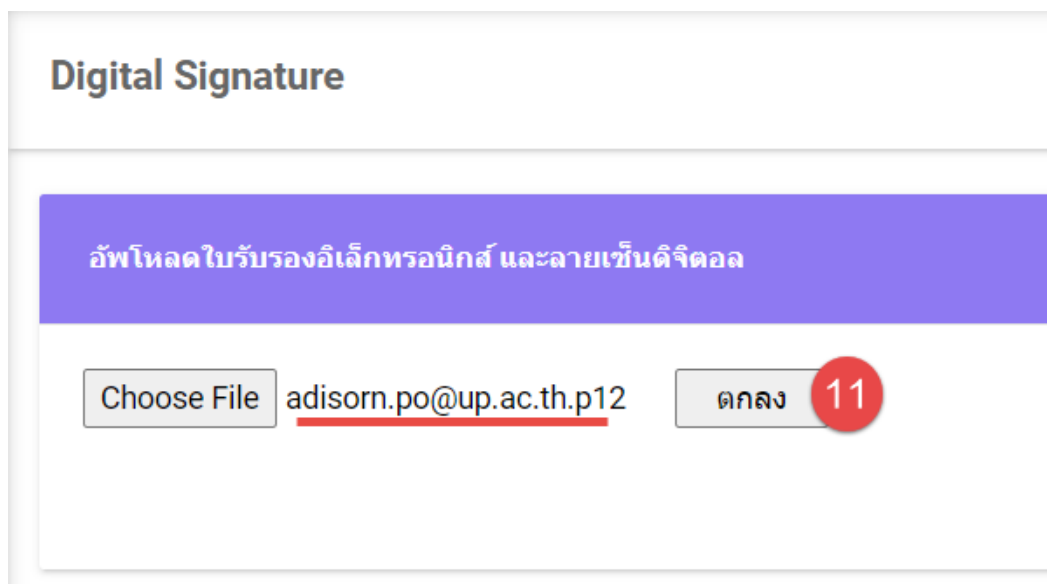 Digital Signature
อัพโหลดใบรับรองอิเล็กทรอนิกส์ และลายเซ็นดิจิตอล
Choose File adisorn.po@up.ac.th.p12 ตกลง 11